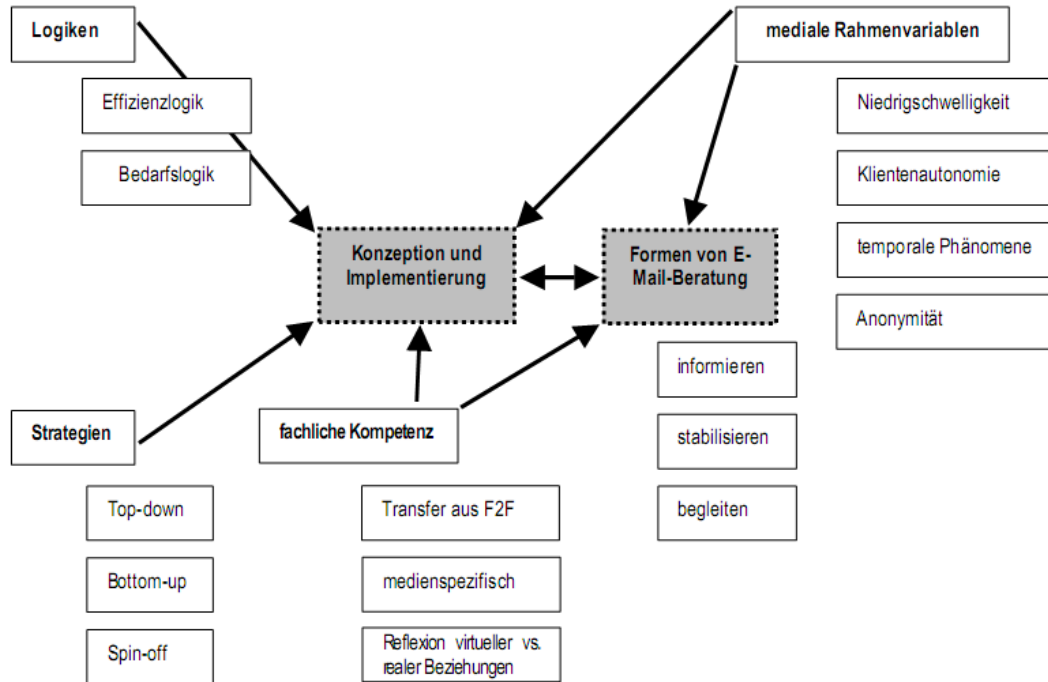 Logiken
Effizienzlogik
Bedarfslogik
mediale Rahmenvariablen
Niedrigschwelligkeit
Klientenautonomie
temporale Phänomene
Anonymität
Konzeption und
Implementierung
Formen von E-
Mail-Beratung
informieren
stabilisieren
begleiten
Strategien
Top-down
Bottom-up
Spin-off
fachliche Kompetenz
Transfer aus F2F
medienspezifisch
Reflexion virtueller vs.
realer Beziehungen